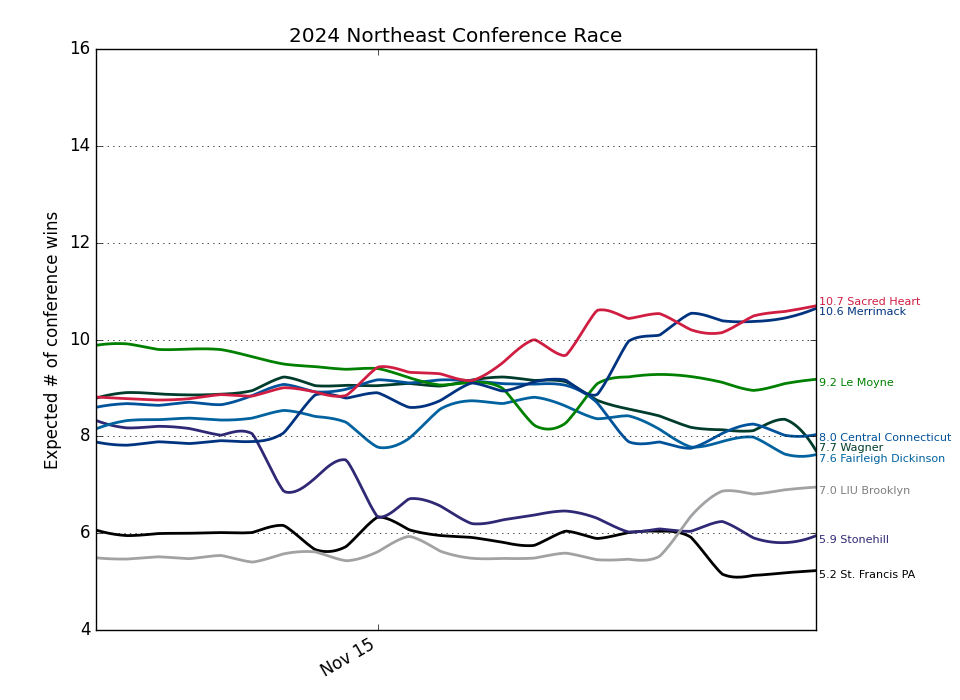 2024 Northeast Conference Race
Expected # of conference wins
16
14
12
10
8
6
4
Nov 15
10.7 Sacred Heart
10.6 Merrimack
9.2 Le Moyne
8.0 Central Connecticut
7.7 Wagner
7.6 Fairleigh Dickinson
7.0 LIU Brooklyn
5.9 Stonehill
5.2 St. Francis PA